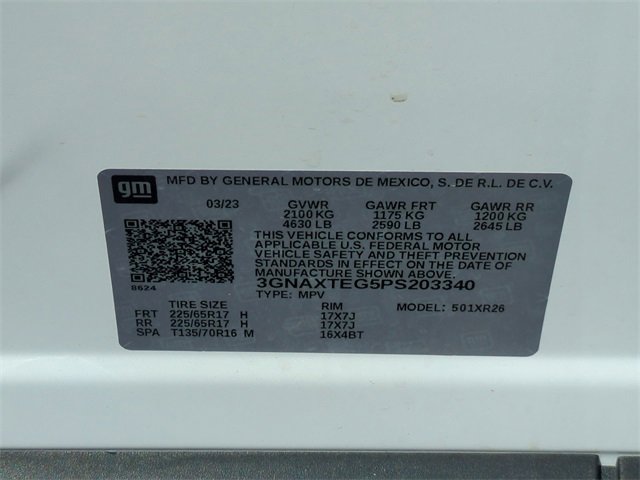 gm MFD BY GENERAL MOTORS DE MEXICO, S. DE R.L. DE C.V.
03/23 GVWR GAWR FRT GAWR RR
2100 KG 1175 KG 1200 KG
4630 LB 2590 LB 2645 LB
THIS VEHICLE CONFORMS TO ALL
APPLICABLE U.S. FEDERAL MOTOR
VEHICLE SAFETY AND THEFT PREVENTION
STANDARDS IN EFFECT ON THE DATE OF
MANUFACTURE SHOWN ABOVE.
8624 3GNAXTEG5PS203340
TYPE: MPV
TIRE SIZE RIM MODEL: 501XR26
FRT 225/65R17 H 17X7J
RR 225/65R17 H 17X7J
SPA T135/70R16 M 16X4BT